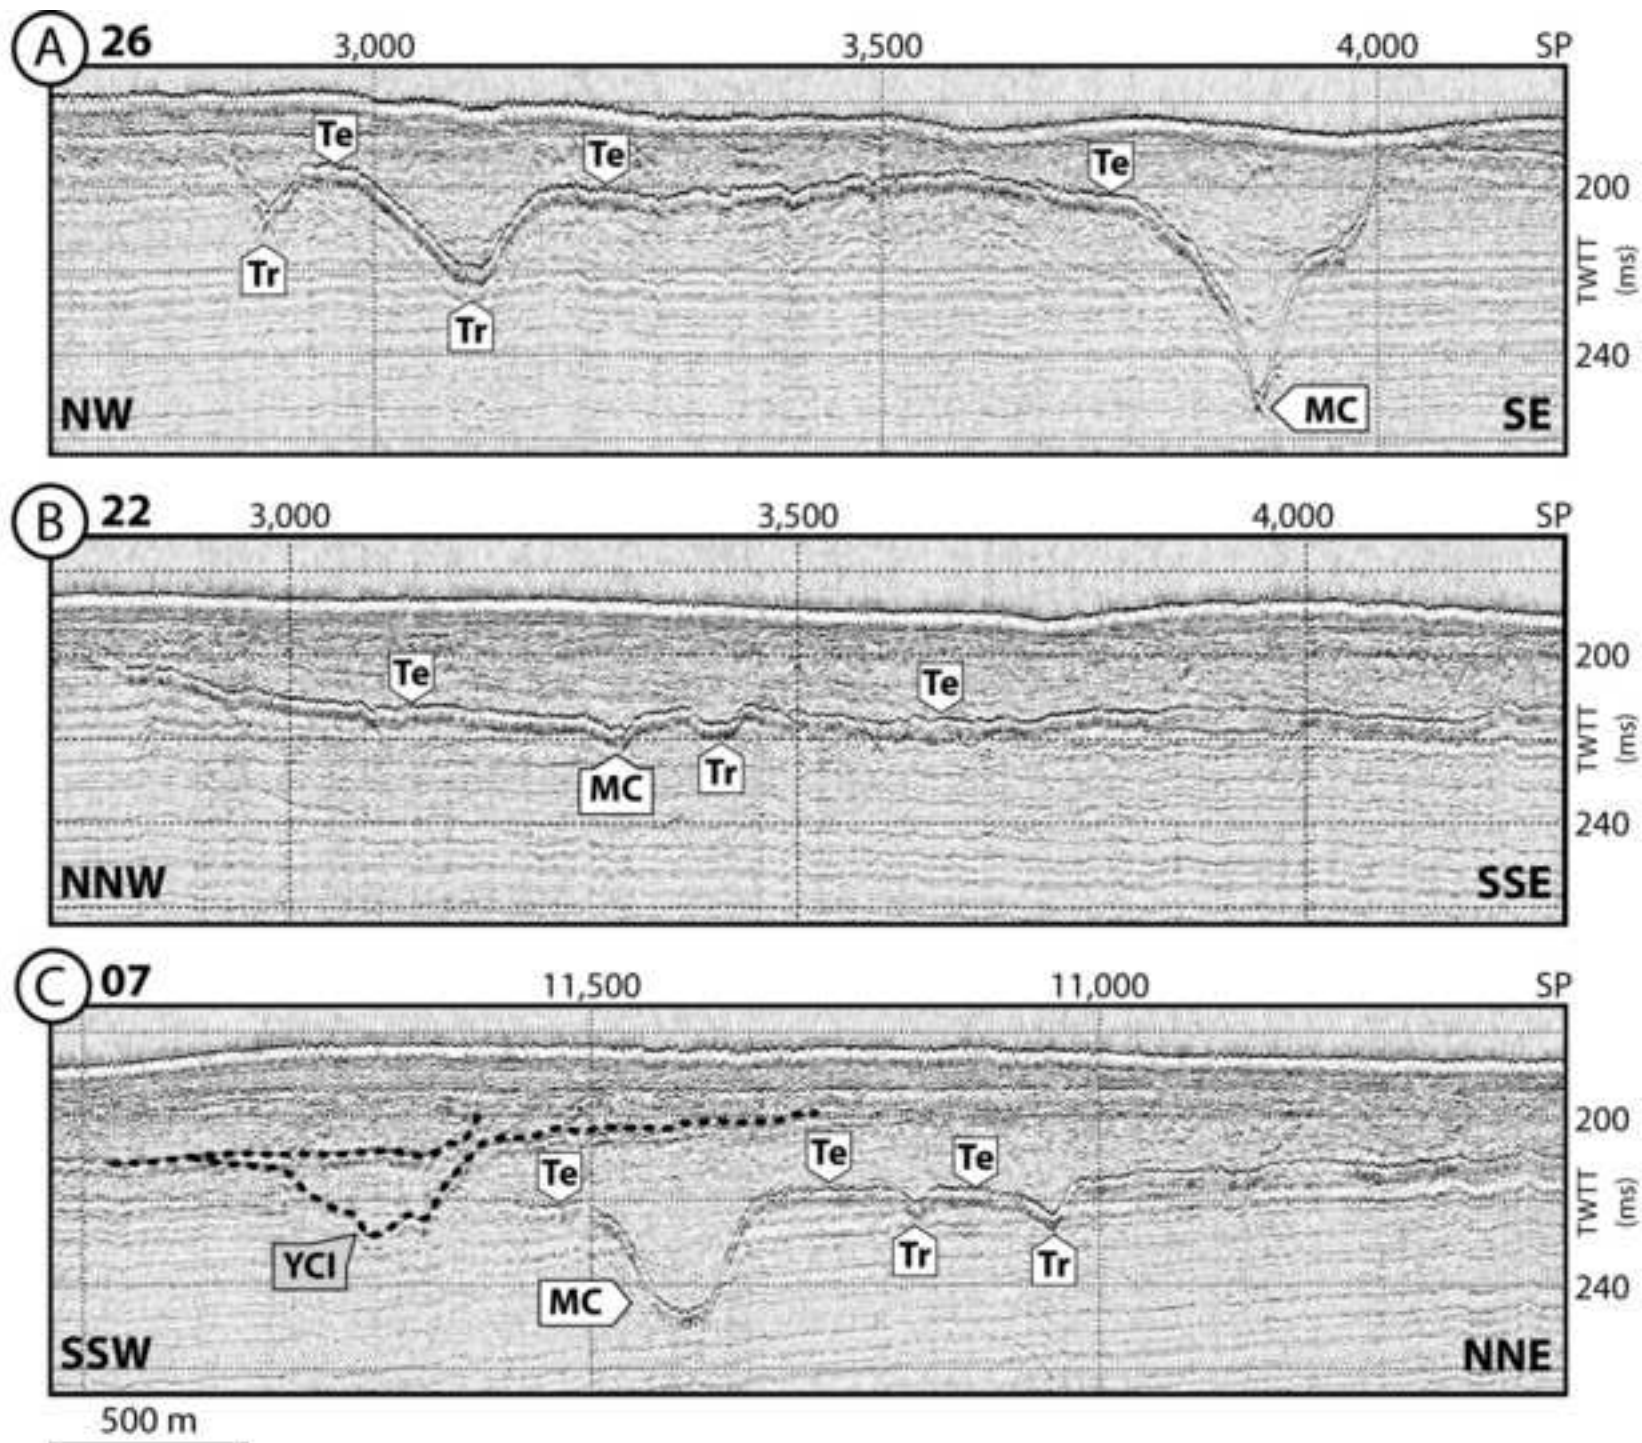 A 26 3,000 3,500 4,000 SP
Te Te Te
200
Tr Tr
TWTT (ms)
240
MC
NW SE
B 22 3,000 3,500 4,000 SP
200
Te Te
TWTT (ms)
MC Tr
240
NNW SSE
C 07 11,500 11,000 SP
200
Te Te Te
TWTT (ms)
YCI Tr Tr
240
MC
SSW NNE
500 m